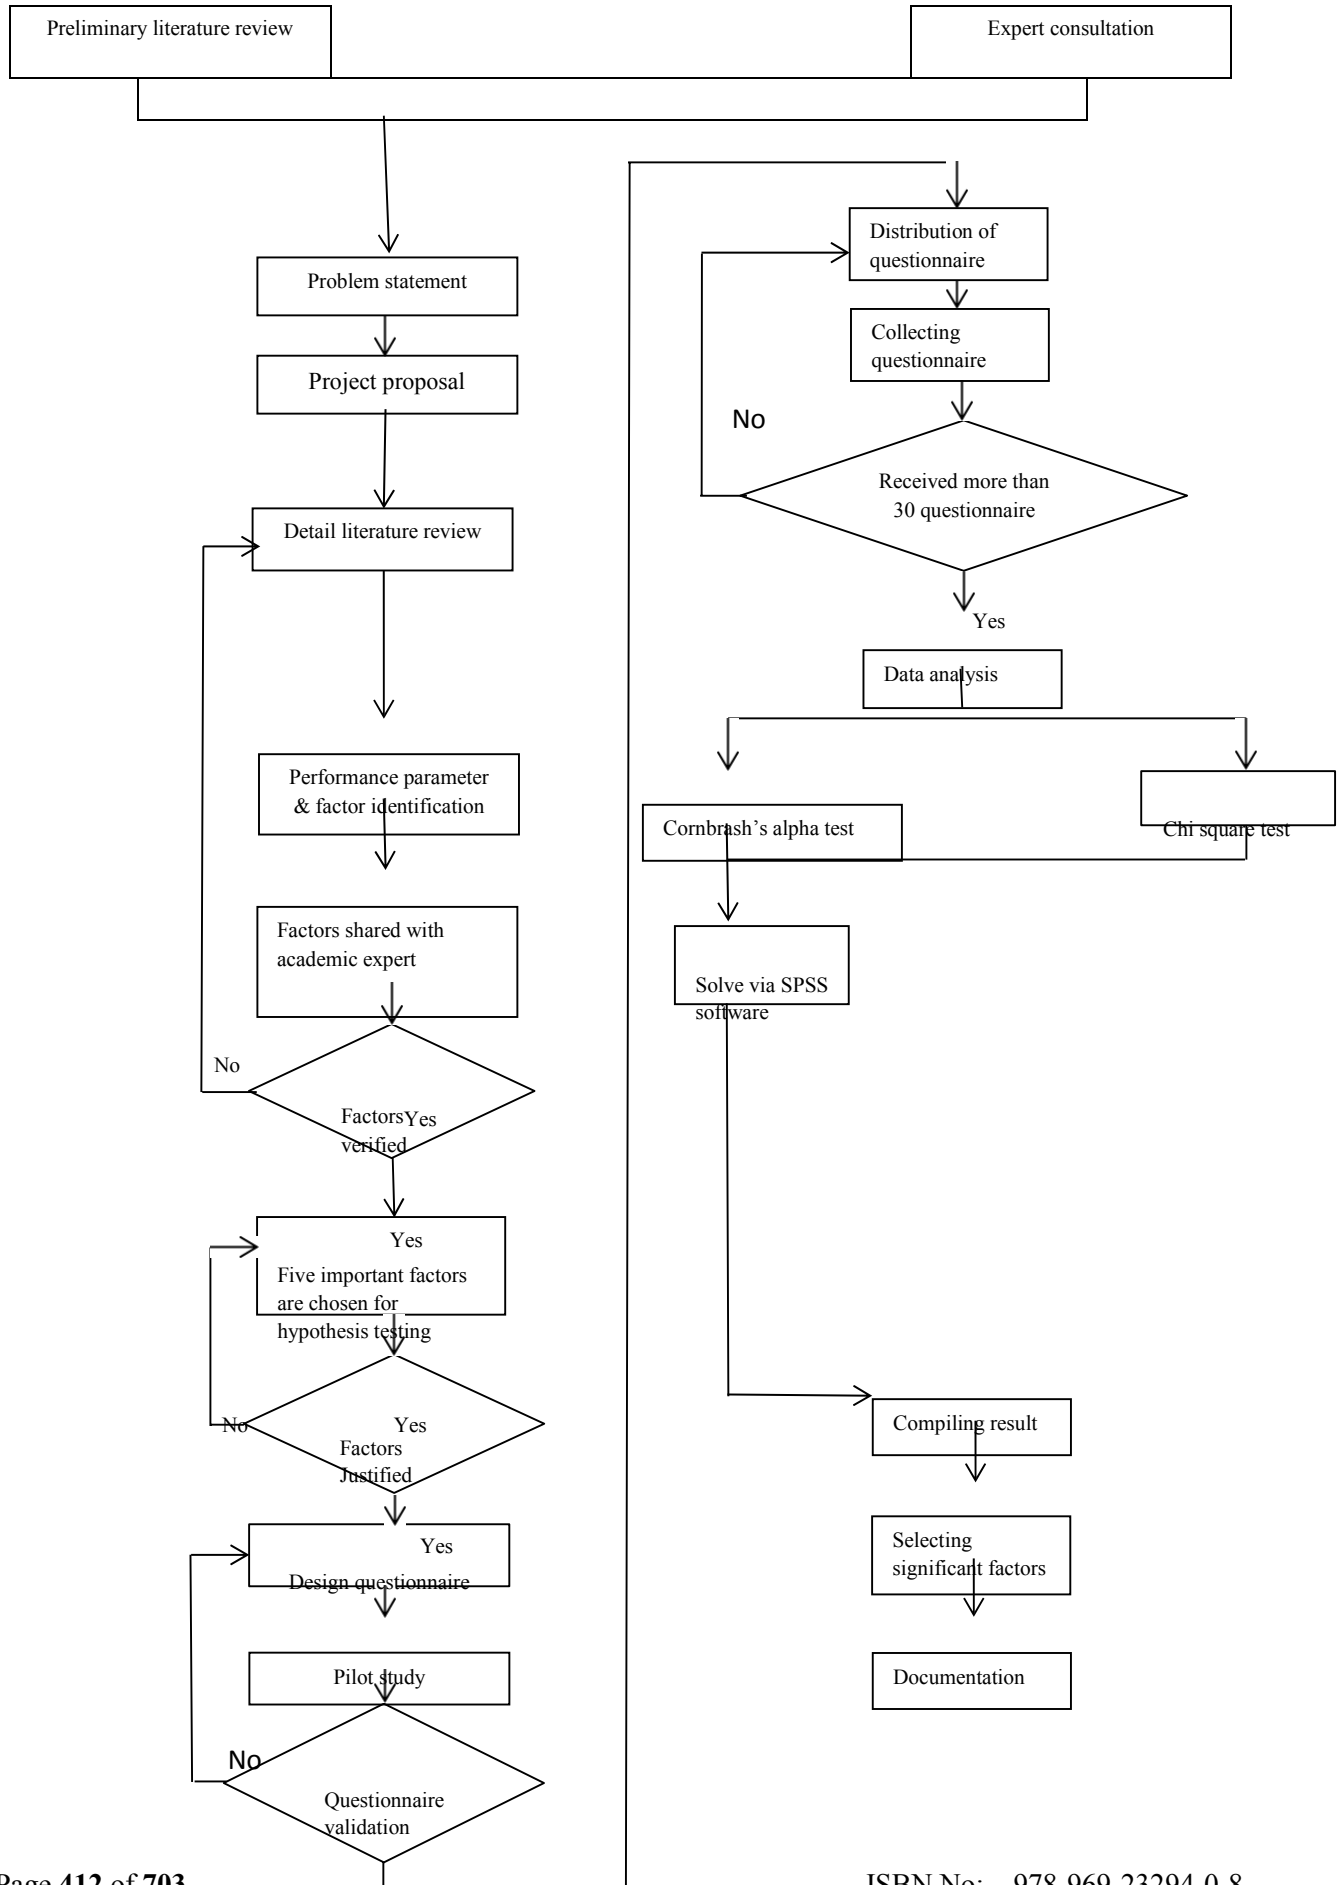 Preliminary literature review
Expert consultation
Problem statement
Project proposal
Detail literature review
Performance parameter
& factor identification
Factors shared with
academic expert
No
Factors
verified
Yes
Yes
Five important factors
are chosen for
hypothesis testing
No
Yes
Factors
Justified
Yes
Design questionnaire
Pilot study
No
Questionnaire
validation
Distribution of
questionnaire
Collecting
questionnaire
No
Received more than
30 questionnaire
Yes
Data analysis
Cornbrash’s alpha test
Chi square test
Solve via SPSS
software
Compiling result
Selecting
significant factors
Documentation
Page 412 of 703
ISBN No: 978-969-23294-0-8